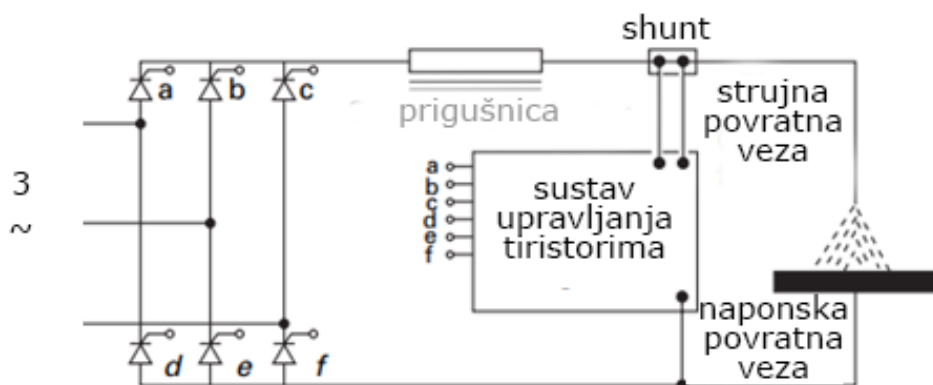 shunt
a
b
c
prigušnica
strujna
povratna
veza
3
~
a
b
c
d
e
f
sustav
upravljanja
tiristorima
naponska
povratna
veza
d
e
f